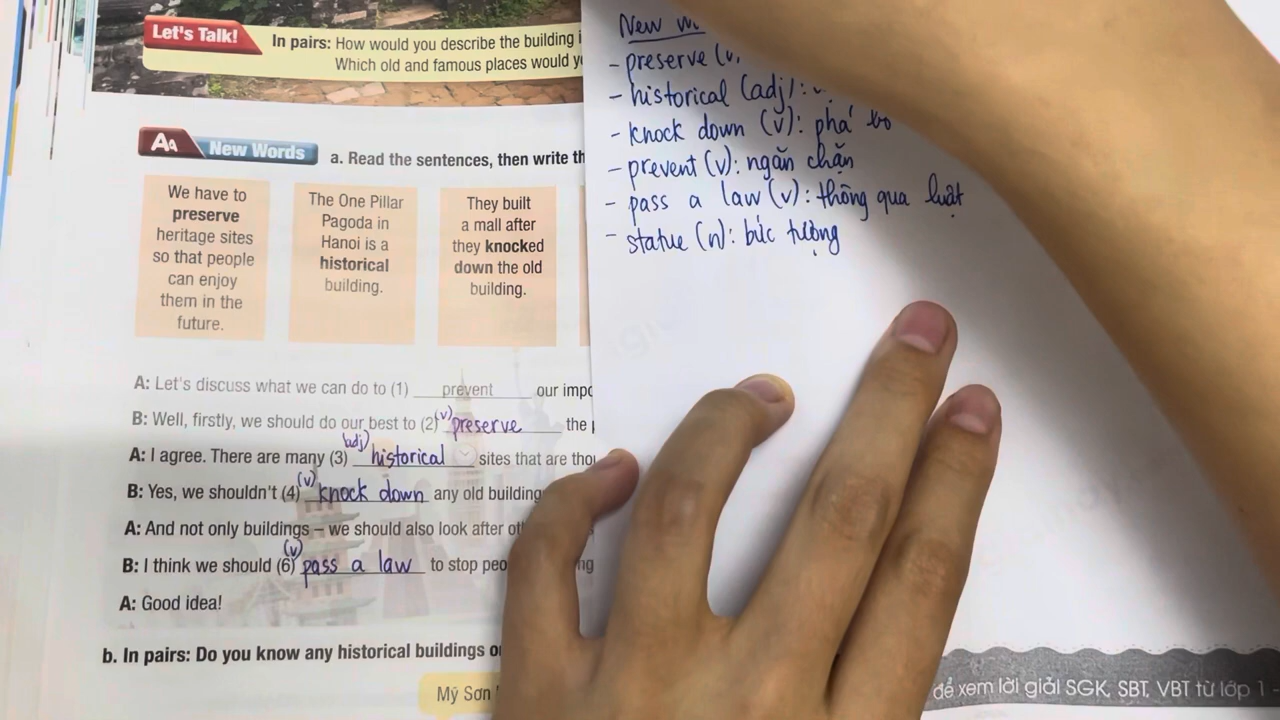 Let's Talk!
In pairs: How would you describe the building
Which old and famous places would
Aa New Words
a. Read the sentences, then write
We have to
preserve
heritage sites
so that people
can enjoy
them in the
future.
The One Pillar
Pagoda in
Hanoi is a
historical
building.
They built
a mall after
they knocked
down the old
building.
A: Let's discuss what we can do to (1) prevent our
B: Well, firstly, we should do our best to (2) (v) preserve the
A: I agree. There are many (3) (adj) historical sites that are
B: Yes, we shouldn't (4) (v) knock down any old building
A: And not only buildings – we should also look after
B: I think we should (6) (v) pass a law to stop
A: Good idea!
b. In pairs: Do you know any historical buildings
Mỹ Sơn
New
- preserve (v)
- historical (adj):
- knock down (v): phá bỏ
- prevent (v): ngăn chặn
- pass a law (v): thông qua luật
- statue (n): bức tượng
để xem lời giải SGK, SBT, VBT từ lớp 1 -